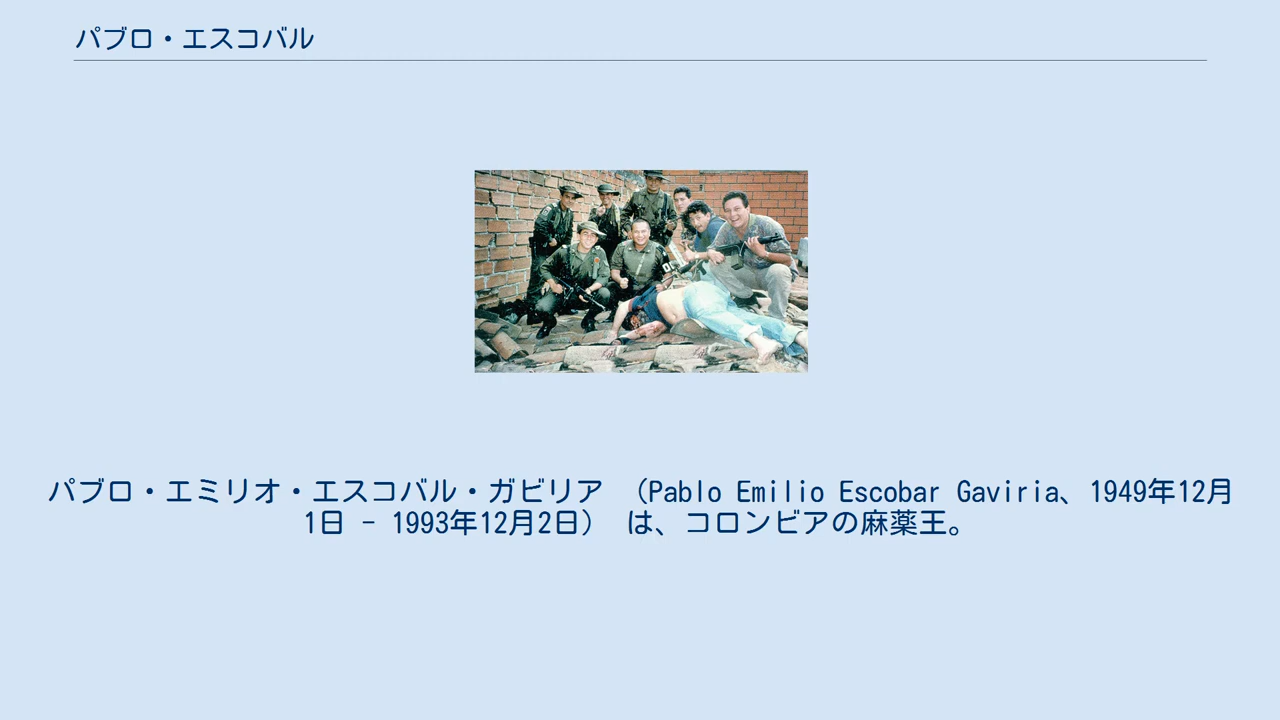 パブロ・エスコバル
パブロ・エミリオ・エスコバル・ガビリア （Pablo Emilio Escobar Gaviria、1949年12月
1日 - 1993年12月2日） は、コロンビアの麻薬王。